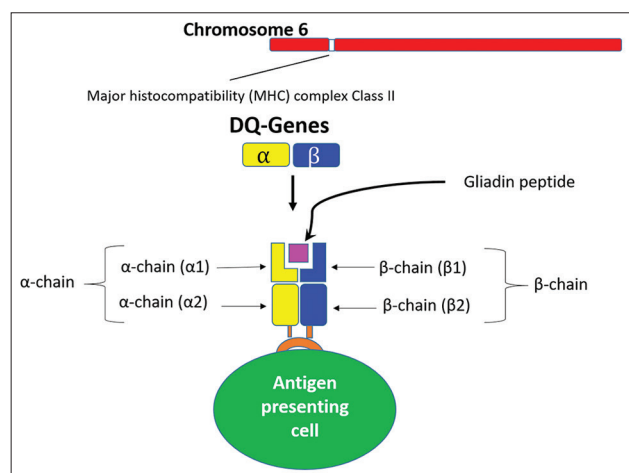 Chromosome 6
Major histocompatibility (MHC) complex Class II
DQ-Genes
α β
Gliadin peptide
α-chain
α-chain (α1)
α-chain (α2)
β-chain (β1)
β-chain (β2)
β-chain
Antigen
presenting
cell